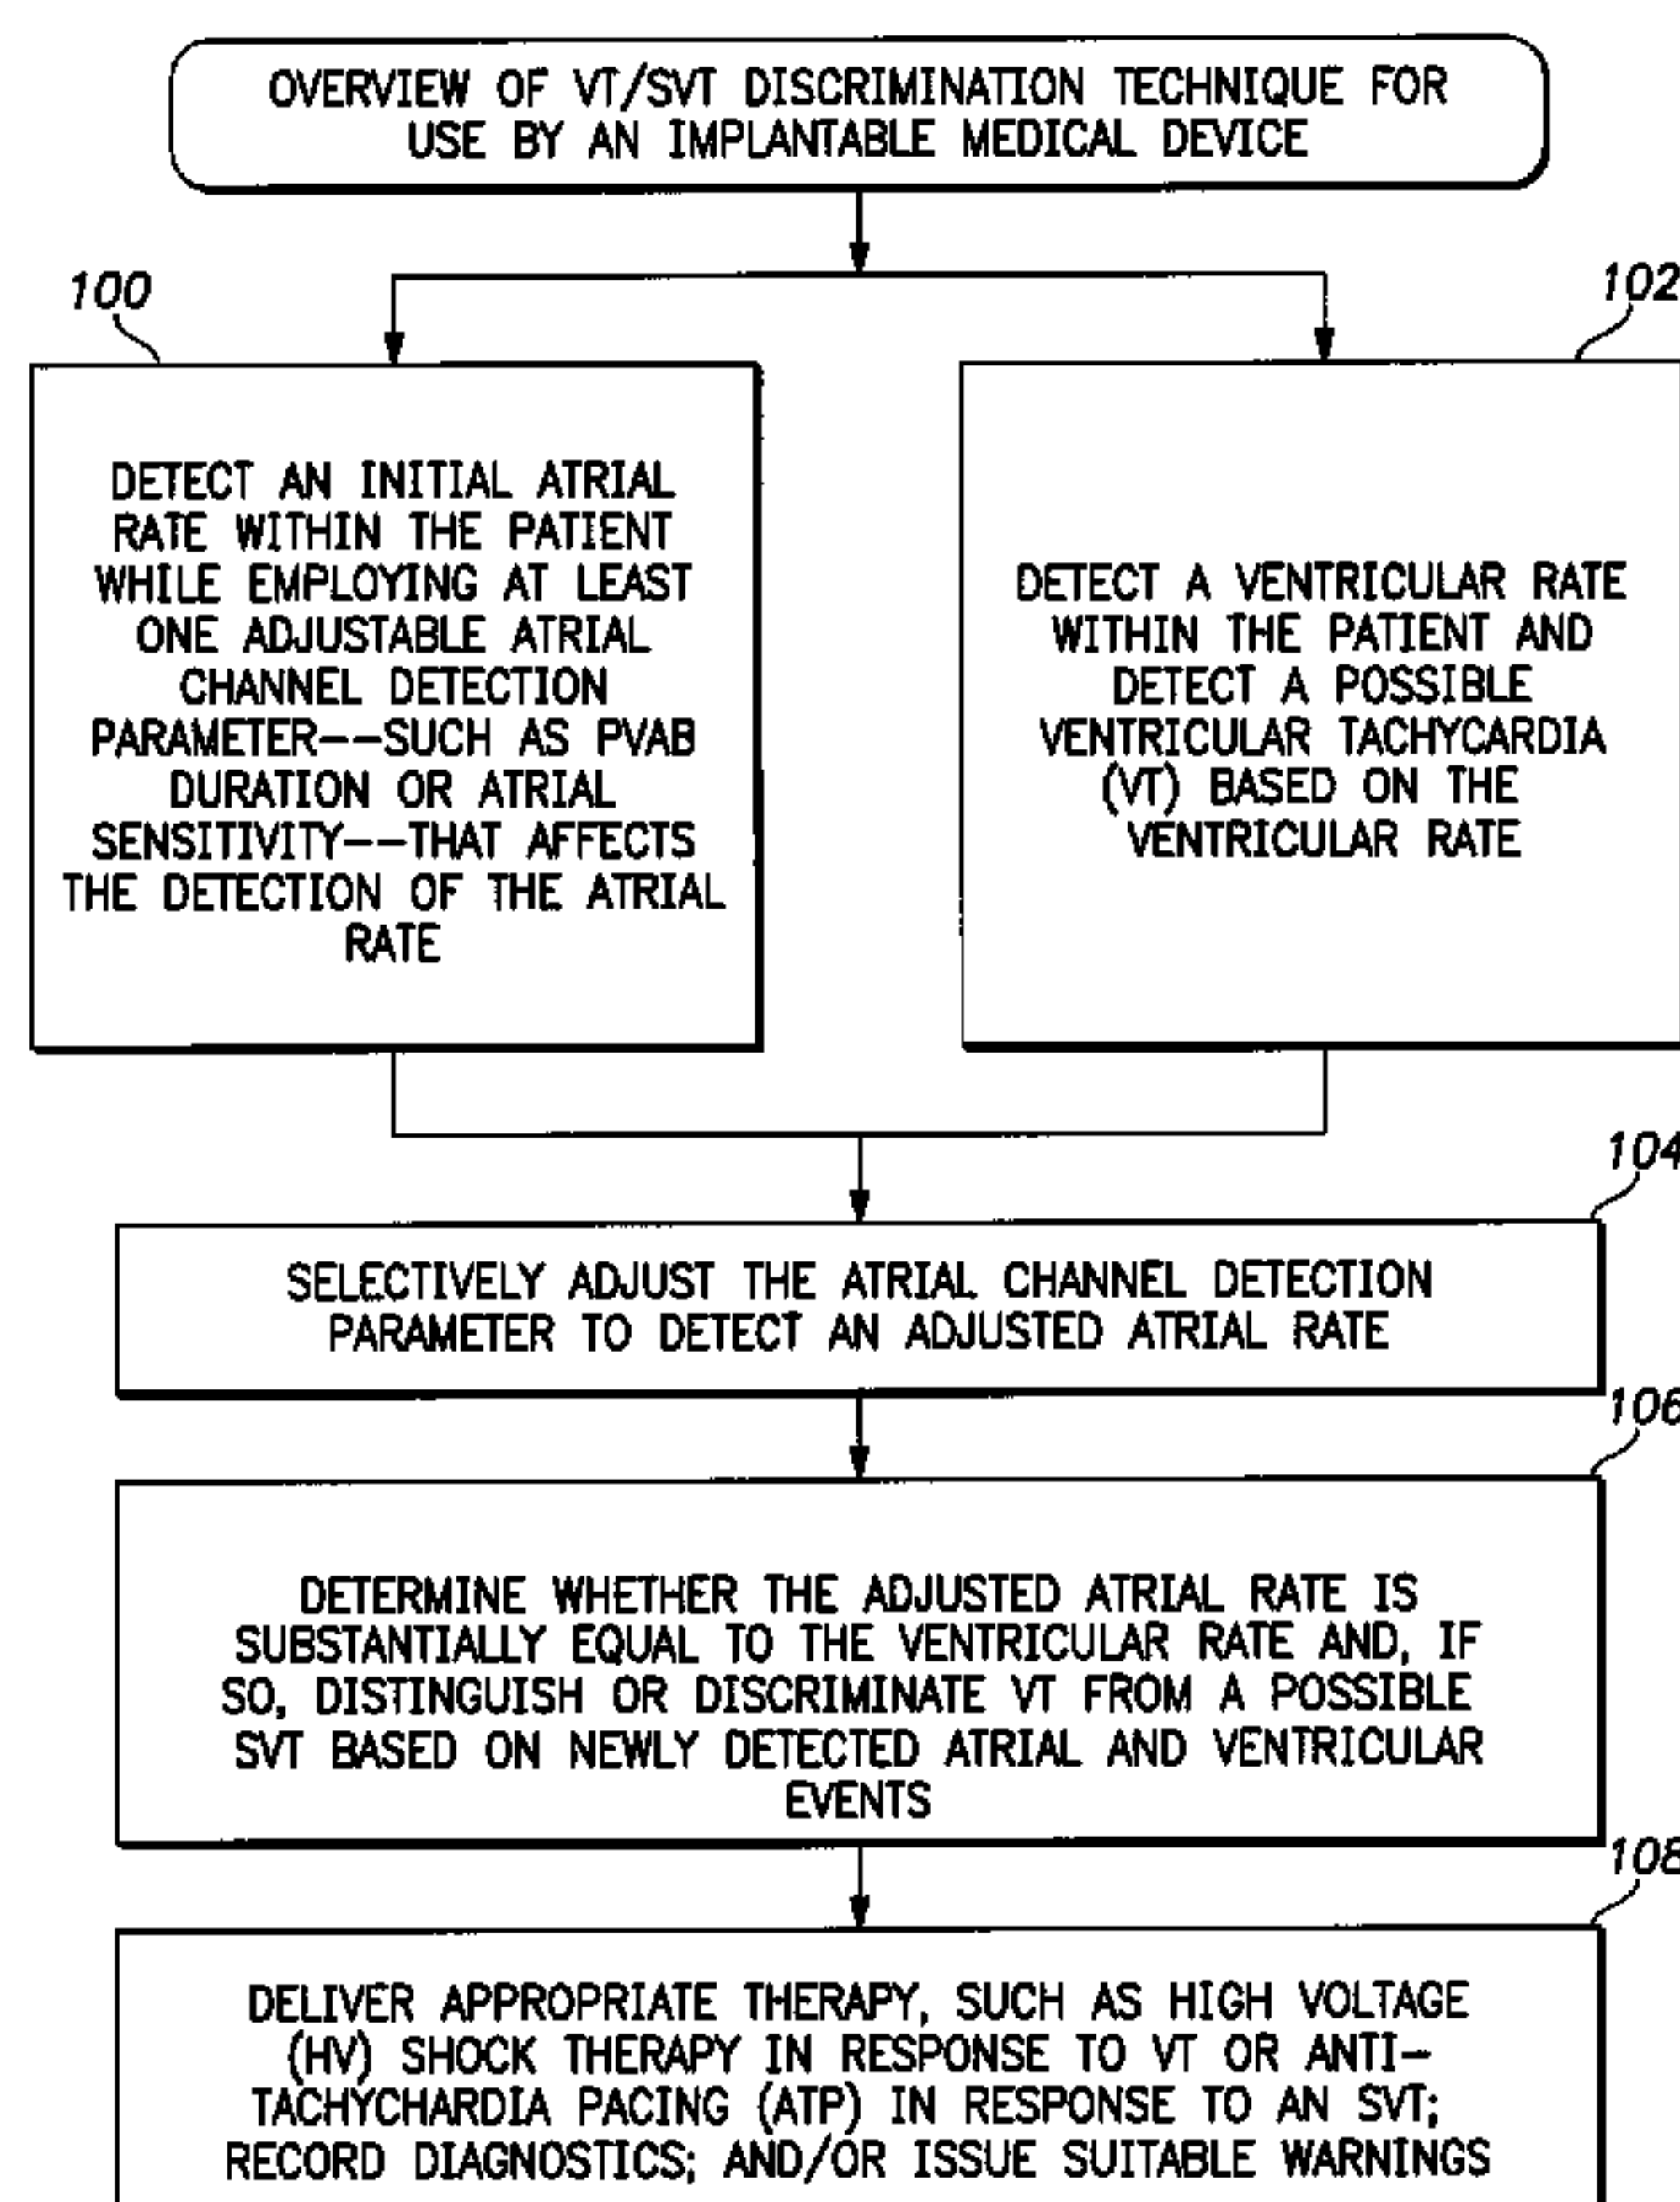 OVERVIEW OF VT/SVT DISCRIMINATION TECHNIQUE FOR
USE BY AN IMPLANTABLE MEDICAL DEVICE
100
102
DETECT AN INITIAL ATRIAL
RATE WITHIN THE PATIENT
WHILE EMPLOYING AT LEAST
ONE ADJUSTABLE ATRIAL
CHANNEL DETECTION
PARAMETER--SUCH AS PVAB
DURATION OR ATRIAL
SENSITIVITY--THAT AFFECTS
THE DETECTION OF THE ATRIAL
RATE
DETECT A VENTRICULAR RATE
WITHIN THE PATIENT AND
DETECT A POSSIBLE
VENTRICULAR TACHYCARDIA
(VT) BASED ON THE
VENTRICULAR RATE
104
SELECTIVELY ADJUST THE ATRIAL CHANNEL DETECTION
PARAMETER TO DETECT AN ADJUSTED ATRIAL RATE
106
DETERMINE WHETHER THE ADJUSTED ATRIAL RATE IS
SUBSTANTIALLY EQUAL TO THE VENTRICULAR RATE AND, IF
SO, DISTINGUISH OR DISCRIMINATE VT FROM A POSSIBLE
SVT BASED ON NEWLY DETECTED ATRIAL AND VENTRICULAR
EVENTS
108
DELIVER APPROPRIATE THERAPY, SUCH AS HIGH VOLTAGE
(HV) SHOCK THERAPY IN RESPONSE TO VT OR ANTI-
TACHYCHARDIA PACING (ATP) IN RESPONSE TO AN SVT;
RECORD DIAGNOSTICS; AND/OR ISSUE SUITABLE WARNINGS